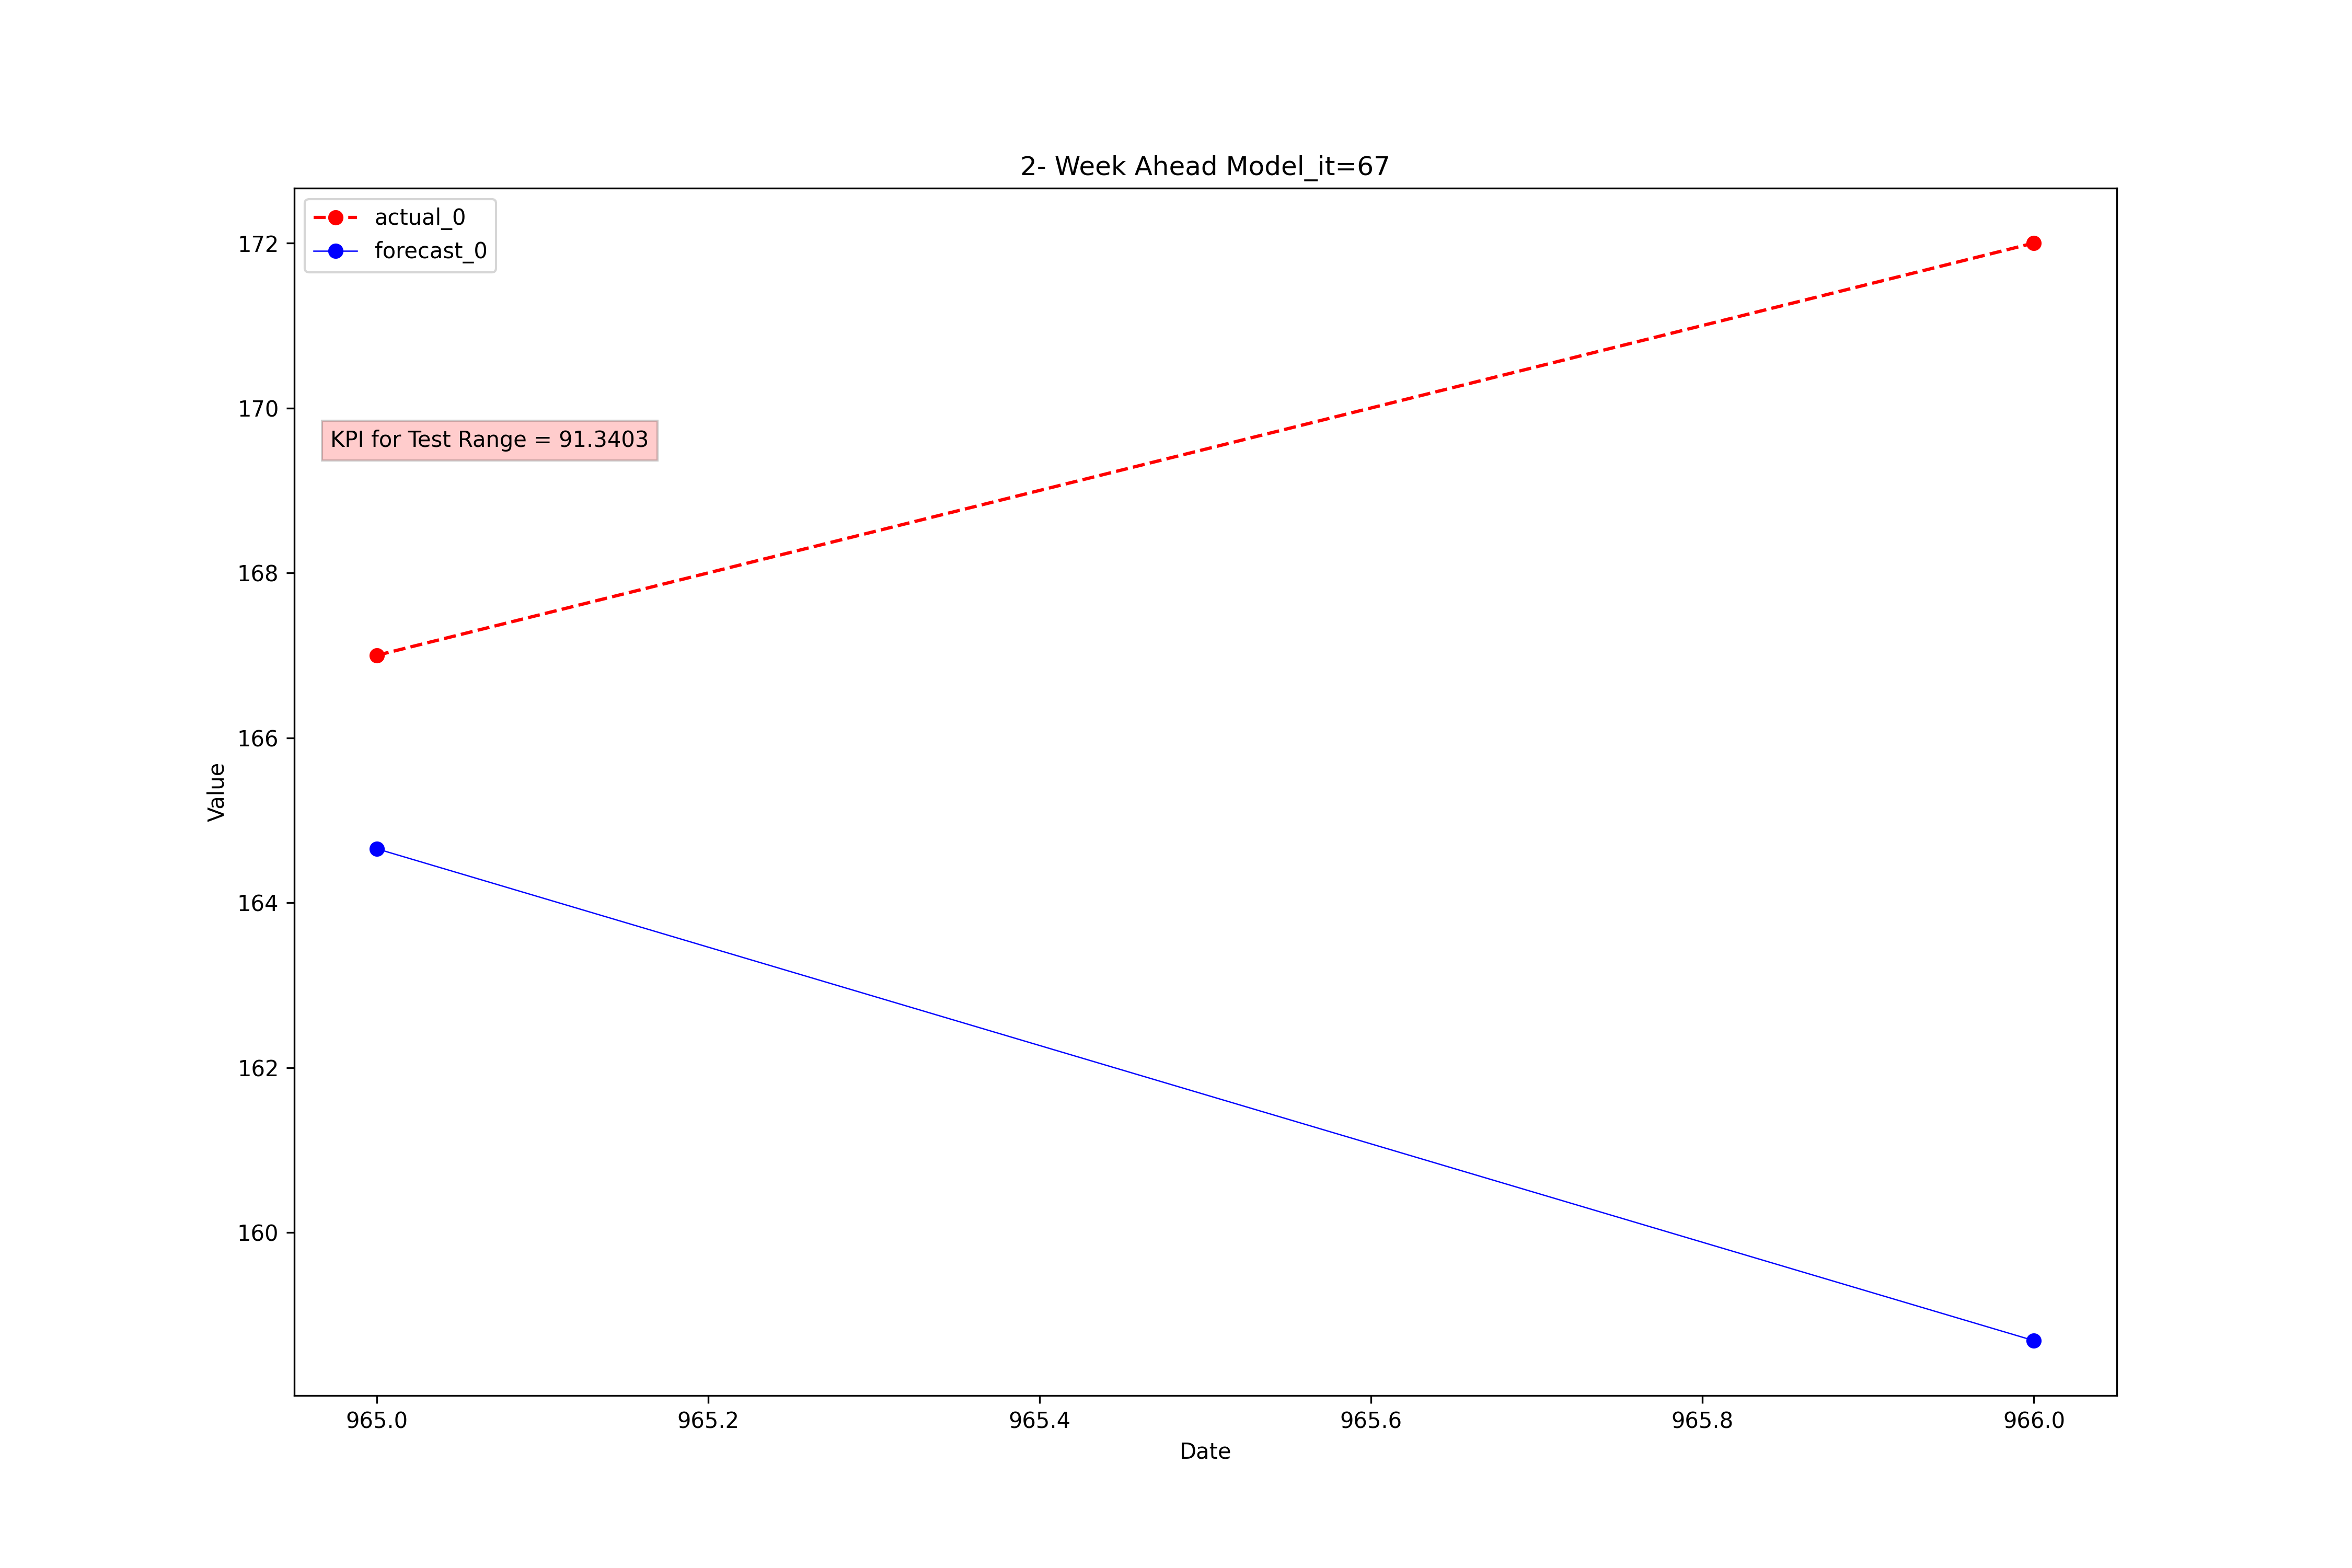 2- Week Ahead Model_it=67
actual_0
forecast_0
KPI for Test Range = 91.3403
172
170
168
166
164
162
160
Value
965.0 965.2 965.4 965.6 965.8 966.0
Date